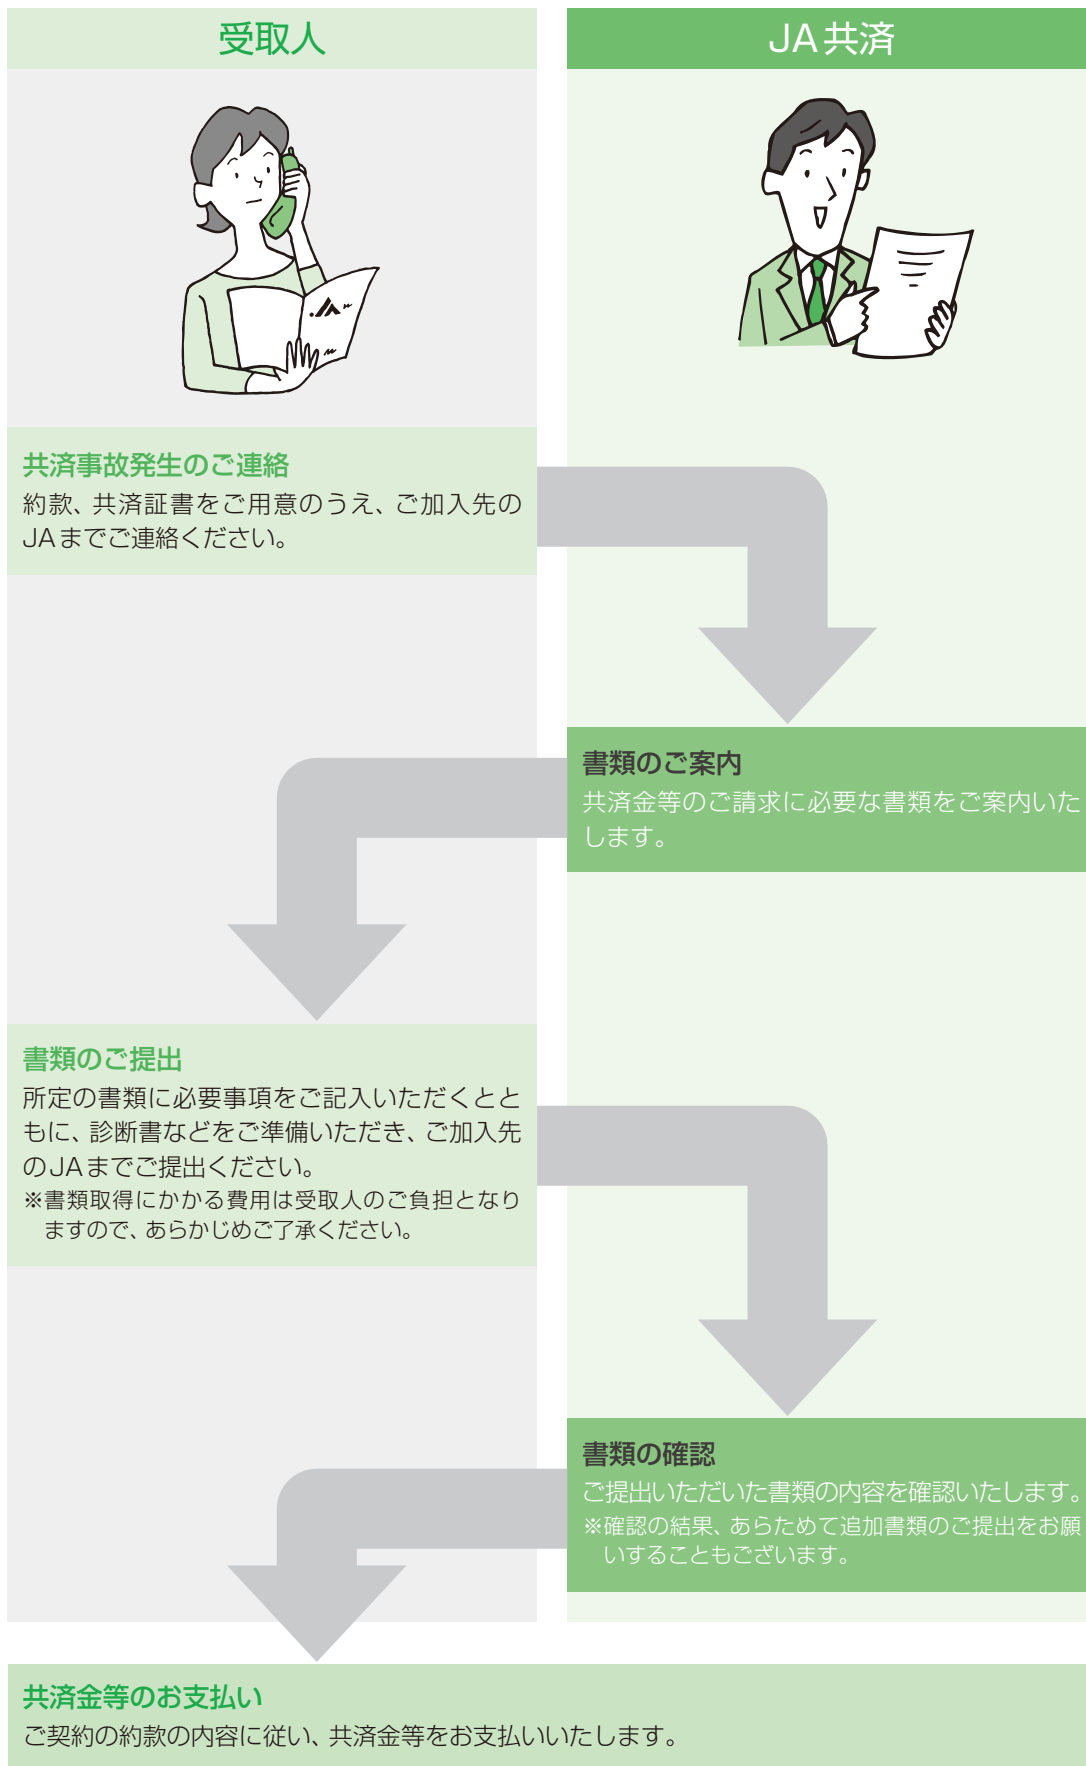 受取人
JA共済
共済事故発生のご連絡
約款、共済証書をご用意のうえ、ご加入先の
JAまでご連絡ください。
書類のご案内
共済金等のご請求に必要な書類をご案内いた
します。
書類のご提出
所定の書類に必要事項をご記入いただくとと
もに、診断書などをご準備いただき、ご加入先
のJAまでご提出ください。
※書類取得にかかる費用は受取人のご負担となり
ますので、あらかじめご了承ください。
書類の確認
ご提出いただいた書類の内容を確認いたします。
※確認の結果、あらためて追加書類のご提出をお願
いすることもございます。
共済金等のお支払い
ご契約の約款の内容に従い、共済金等をお支払いいたします。